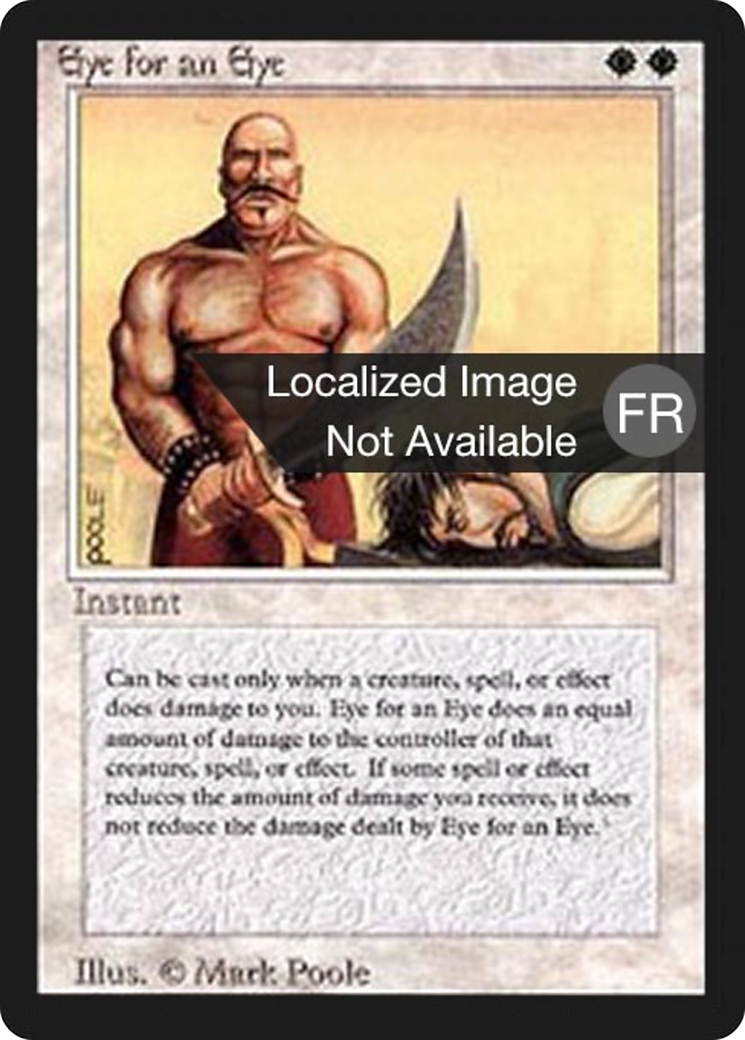 Eye for an Eye
Localized Image
Not Available
FR
POOLE
Instant
Can be cast only when a creature, spell, or effect
does damage to you. Eye for an Eye does an equal
amount of damage to the controller of that
creature, spell, or effect. If some spell or effect
reduces the amount of damage you receive, it does
not reduce the damage dealt by Eye for an Eye.
Illus. © Mark Poole